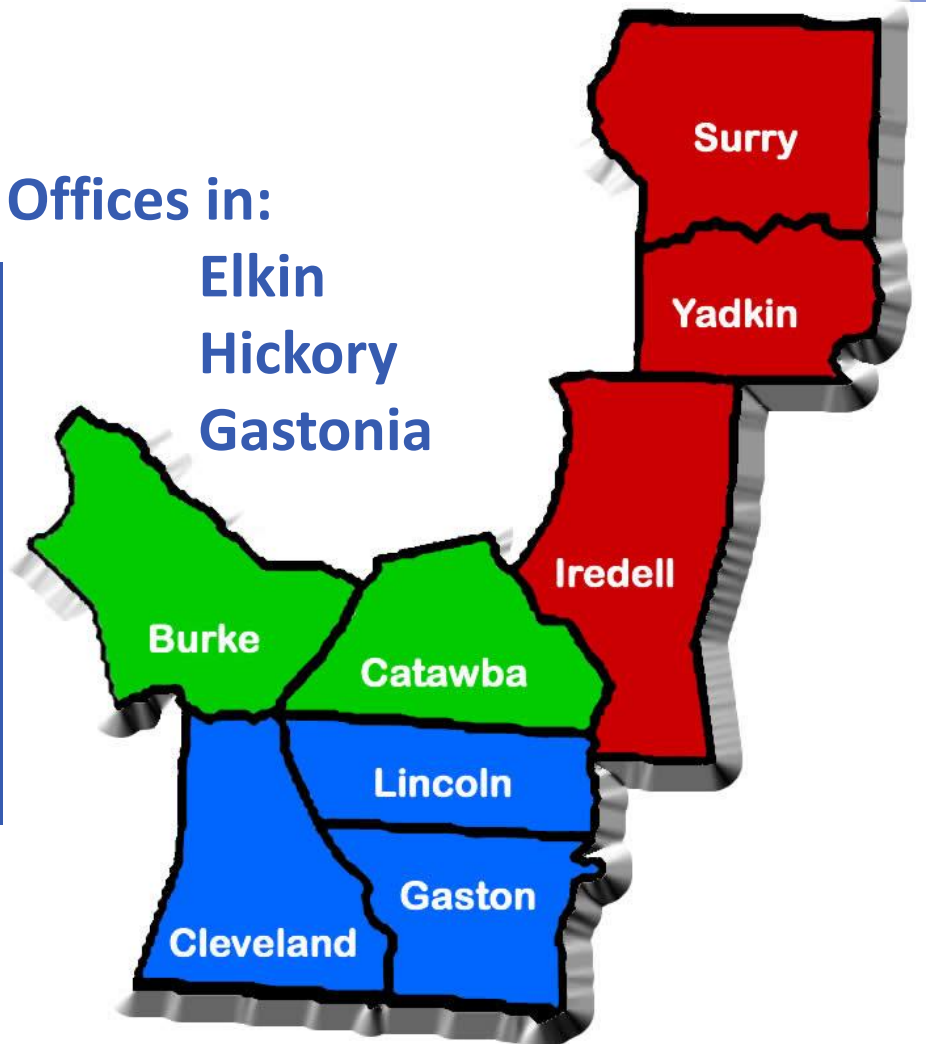 Offices in:
Elkin
Hickory
Gastonia
Surry
Yadkin
Iredell
Burke
Catawba
Lincoln
Gaston
Cleveland